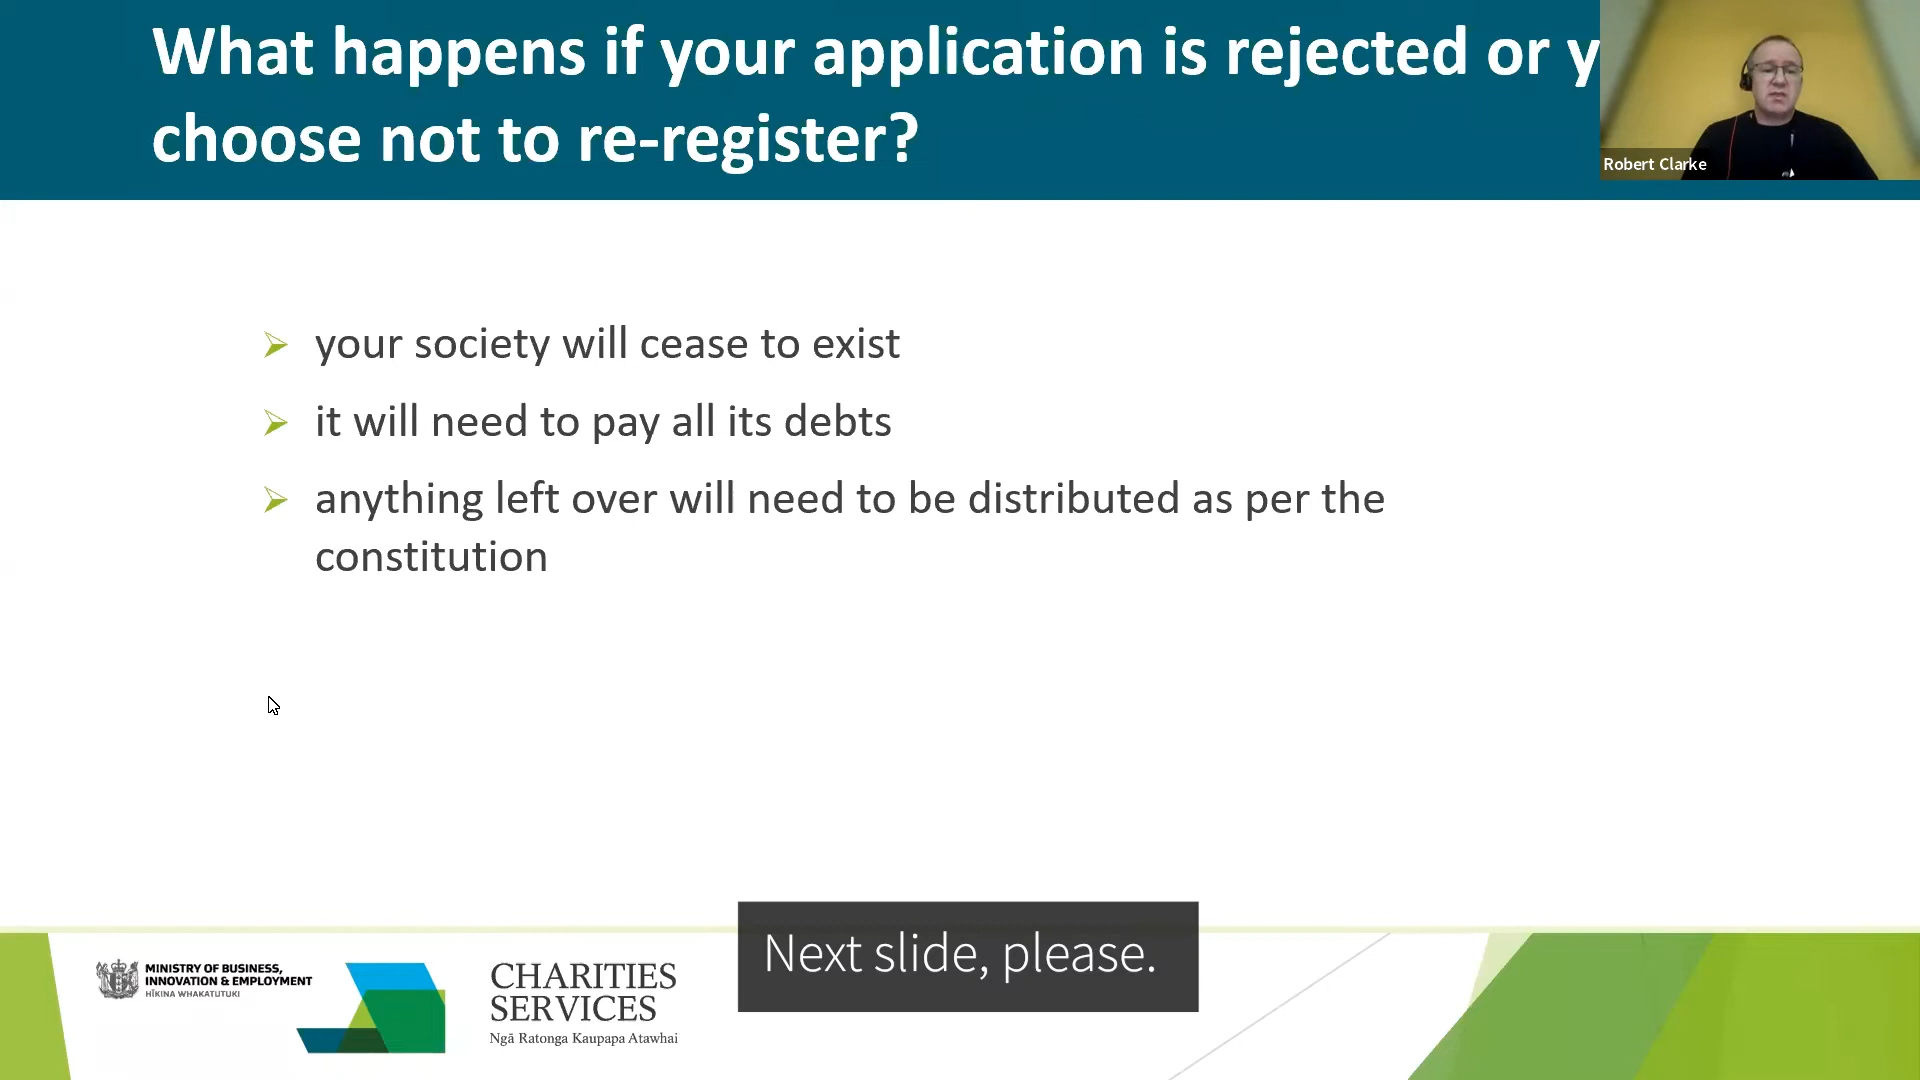 What happens if your application is rejected or y
choose not to re-register?
Robert Clarke
your society will cease to exist
it will need to pay all its debts
anything left over will need to be distributed as per the
constitution
Next slide, please.
MINISTRY OF BUSINESS,
INNOVATION & EMPLOYMENT
HĪKINA WHAKATUTUKI
CHARITIES
SERVICES
Ngā Ratonga Kaupapa Atawhai